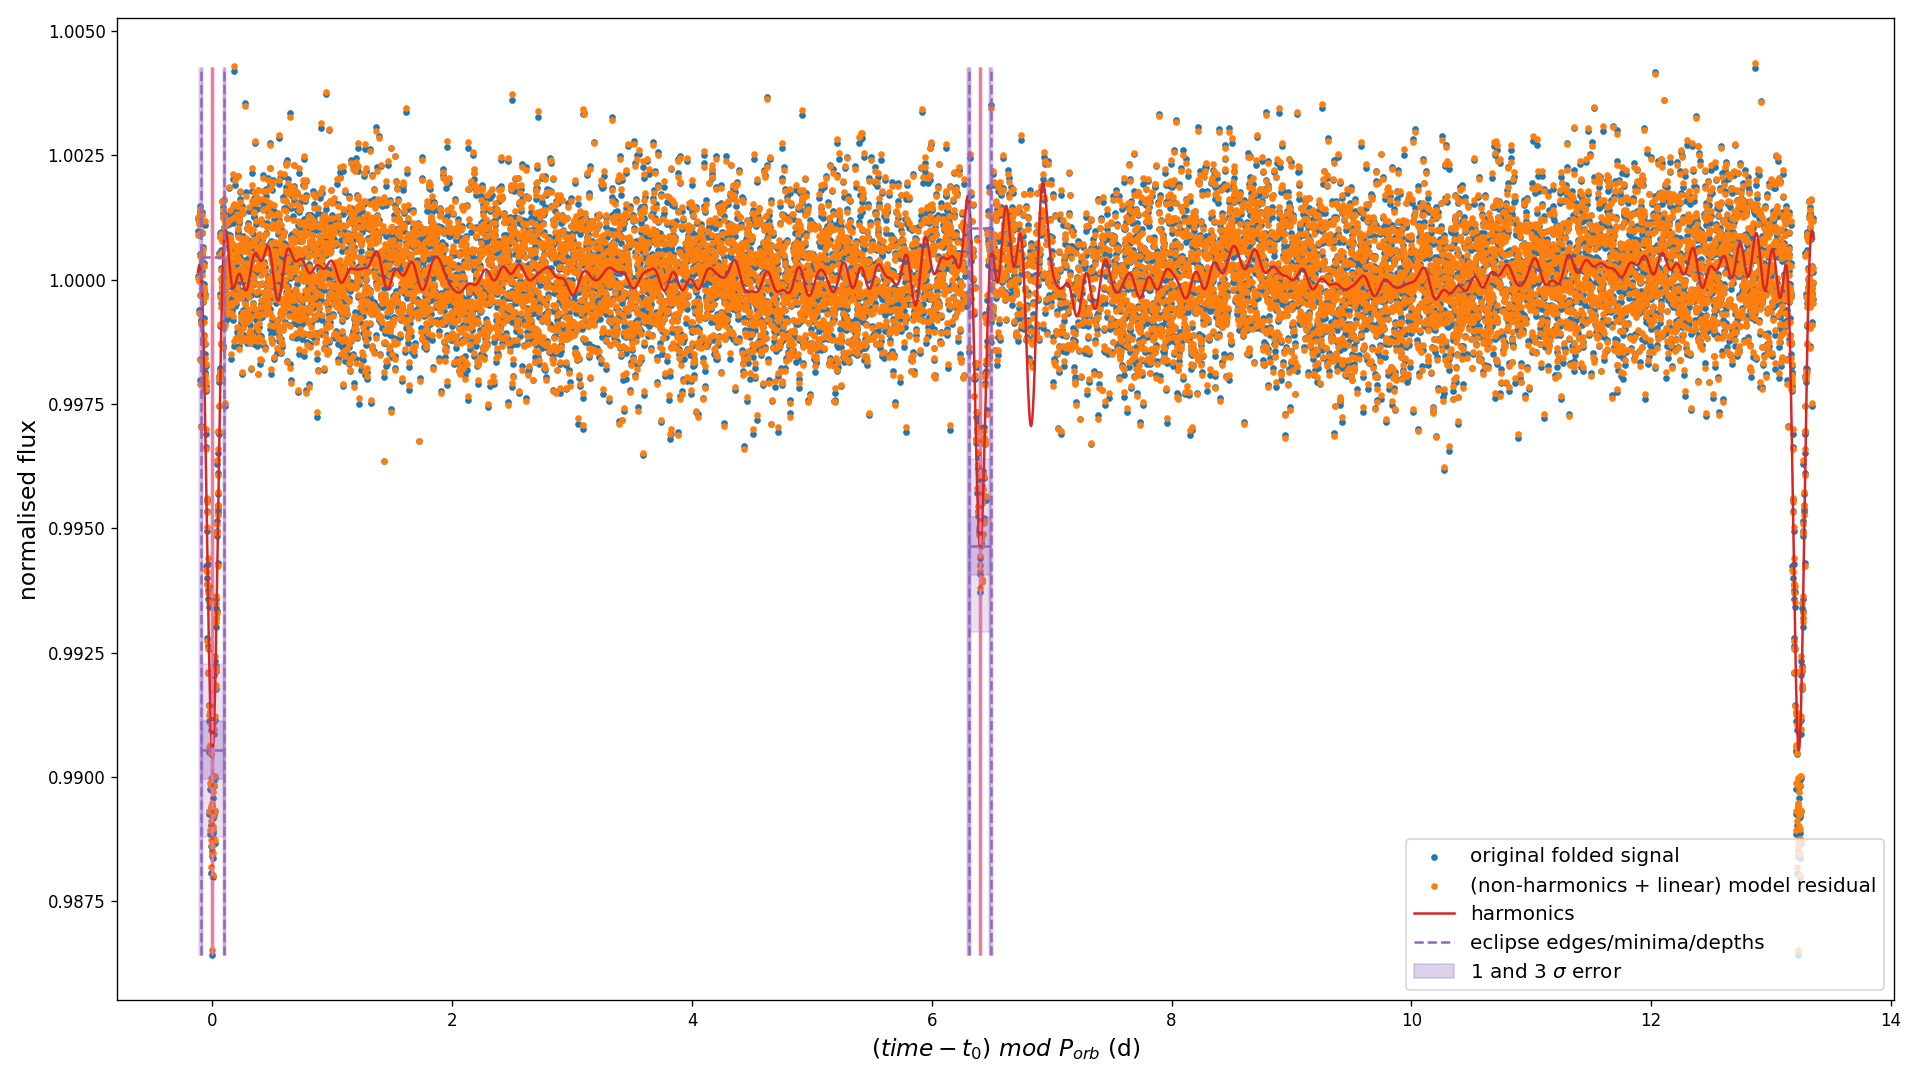 1.0050
1.0025
1.0000
0.9975
0.9950
0.9925
0.9900
0.9875
normalised flux
0 2 4 6 8 10 12 14
(time − t₀) mod Pₒᵣb (d)
original folded signal
(non-harmonics + linear) model residual
harmonics
eclipse edges/minima/depths
1 and 3 σ error